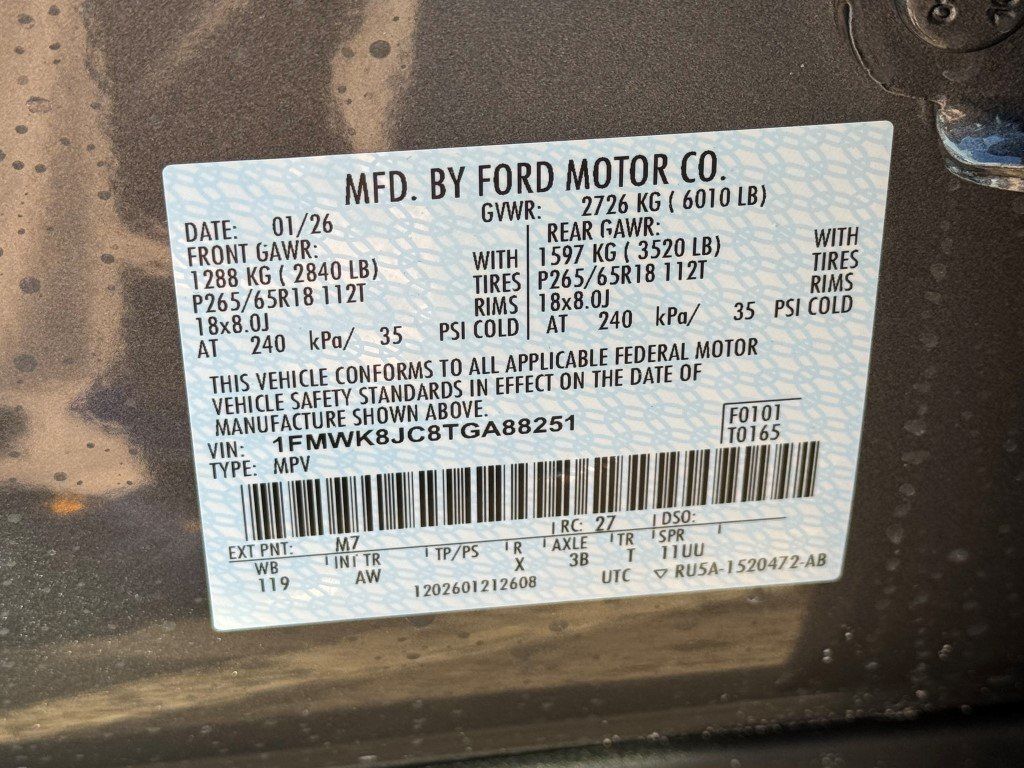 MFD. BY FORD MOTOR CO.
DATE: 01/26 GVWR: 2726 KG ( 6010 LB)
FRONT GAWR: REAR GAWR:
1288 KG ( 2840 LB) WITH 1597 KG ( 3520 LB) WITH
P265/65R18 112T TIRES P265/65R18 112T TIRES
18x8.0J RIMS 18x8.0J RIMS
AT 240 kPa/ 35 PSI COLD AT 240 kPa/ 35 PSI COLD
THIS VEHICLE CONFORMS TO ALL APPLICABLE FEDERAL MOTOR
VEHICLE SAFETY STANDARDS IN EFFECT ON THE DATE OF
MANUFACTURE SHOWN ABOVE.
VIN: 1FMWK8JC8TGA88251 F0101
TYPE: MPV T0165
EXT PNT: M7 RC: 27 DSO:
WB INT TR TP/PS R AXLE TR SPR
119 AW X 3B T 11UU
1202601212608 UTC ▽ RU5A-1520472-AB